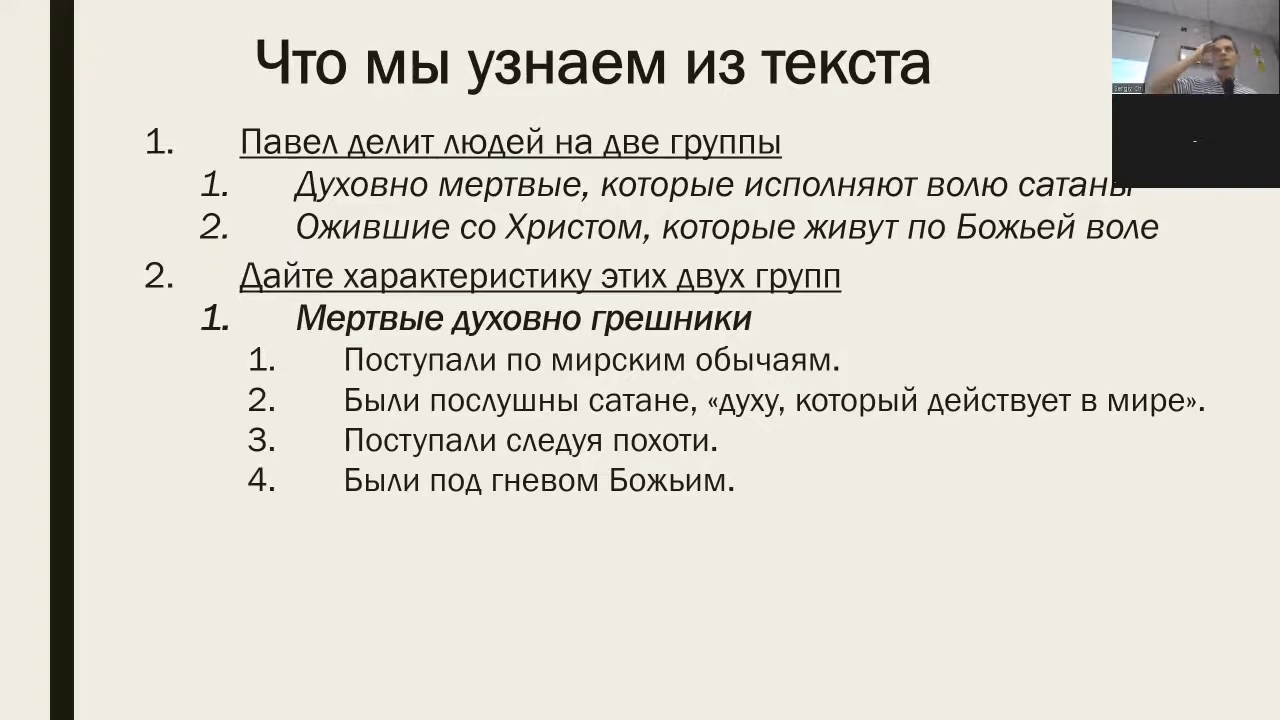 Что мы узнаем из текста
1. Павел делит людей на две группы
1. Духовно мертвые, которые исполняют волю сатаны
2. Ожившие со Христом, которые живут по Божьей воле
2. Дайте характеристику этих двух групп
1. Мертвые духовно грешники
1. Поступали по мирским обычаям.
2. Были послушны сатане, «духу, который действует в мире».
3. Поступали следуя похоти.
4. Были под гневом Божьим.